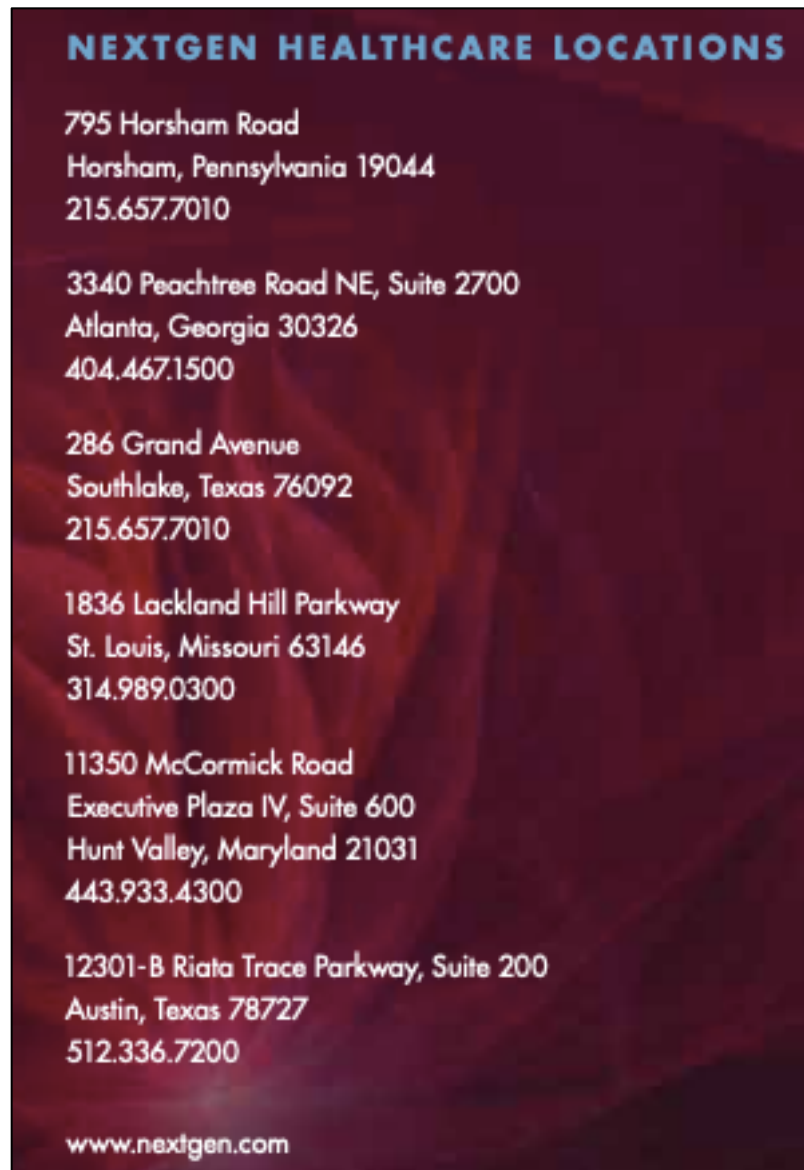 NEXTGEN HEALTHCARE LOCATIONS
795 Horsham Road
Horsham, Pennsylvania 19044
215.657.7010
3340 Peachtree Road NE, Suite 2700
Atlanta, Georgia 30326
404.467.1500
286 Grand Avenue
Southlake, Texas 76092
215.657.7010
1836 Lackland Hill Parkway
St. Louis, Missouri 63146
314.989.0300
11350 McCormick Road
Executive Plaza IV, Suite 600
Hunt Valley, Maryland 21031
443.933.4300
12301-B Riata Trace Parkway, Suite 200
Austin, Texas 78727
512.336.7200
www.nextgen.com